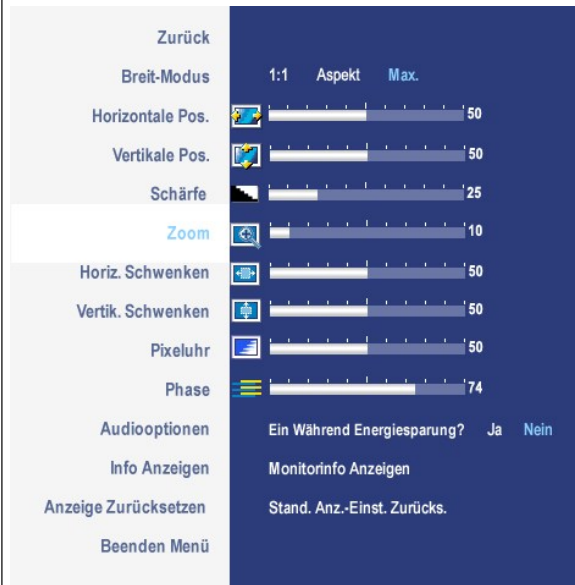 Zurück
Breit-Modus 1:1 Aspekt Max.
Horizontale Pos. 50
Vertikale Pos. 50
Schärfe 25
Zoom 10
Horiz. Schwenken 50
Vertik. Schwenken 50
Pixeluhr 50
Phase 74
Audiooptionen Ein Während Energiesparung? Ja Nein
Info Anzeigen Monitorinfo Anzeigen
Anzeige Zurücksetzen Stand. Anz.-Einst. Zurücks.
Beenden Menü